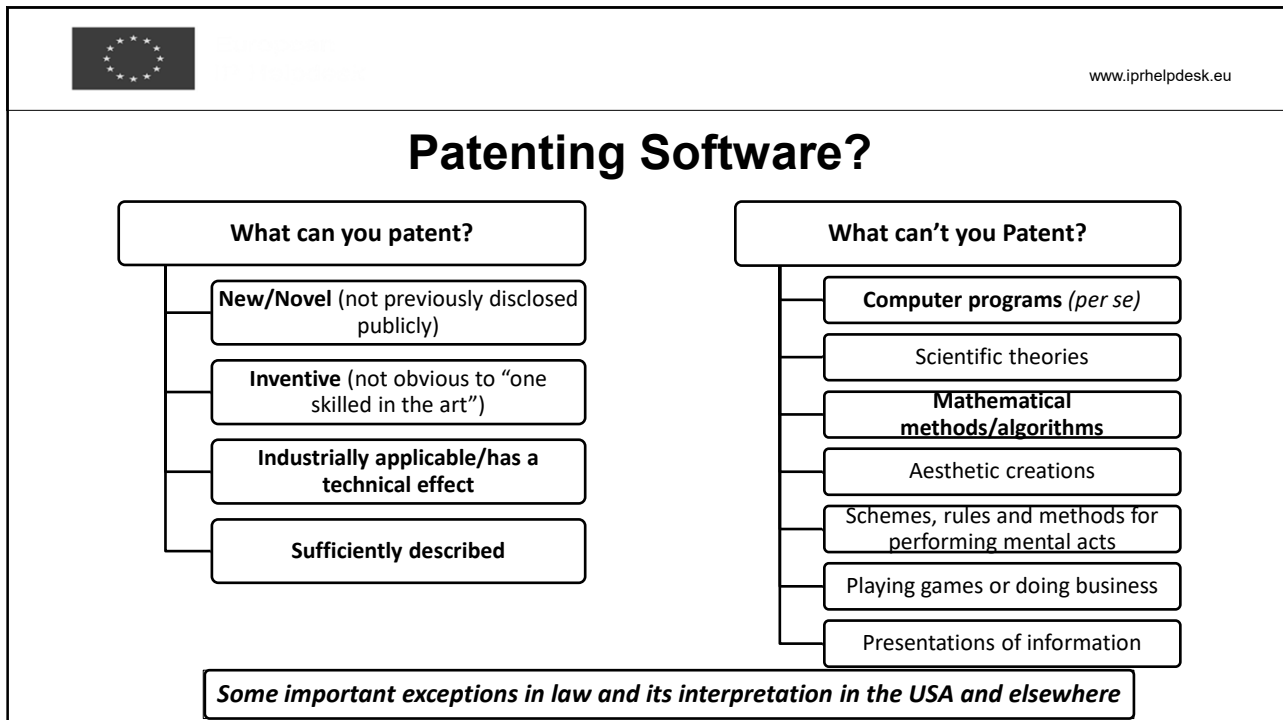 www.iprhelpdesk.eu
Patenting Software?
What can you patent?
New/Novel (not previously disclosed
publicly)
Inventive (not obvious to “one
skilled in the art”)
Industrially applicable/has a
technical effect
Sufficiently described
What can’t you Patent?
Computer programs (per se)
Scientific theories
Mathematical
methods/algorithms
Aesthetic creations
Schemes, rules and methods for
performing mental acts
Playing games or doing business
Presentations of information
Some important exceptions in law and its interpretation in the USA and elsewhere